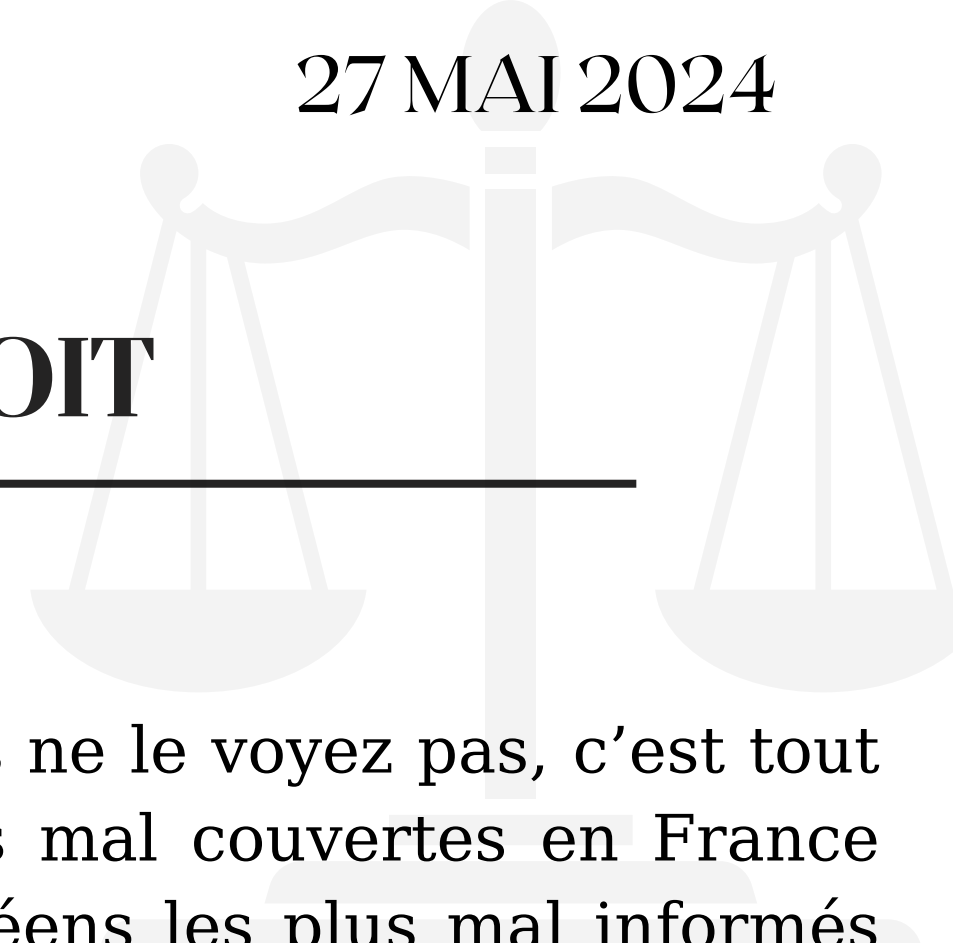 27 MAI 2024
OIT
s ne le voyez pas, c’est tout
s mal couvertes en France
éens les plus mal informés